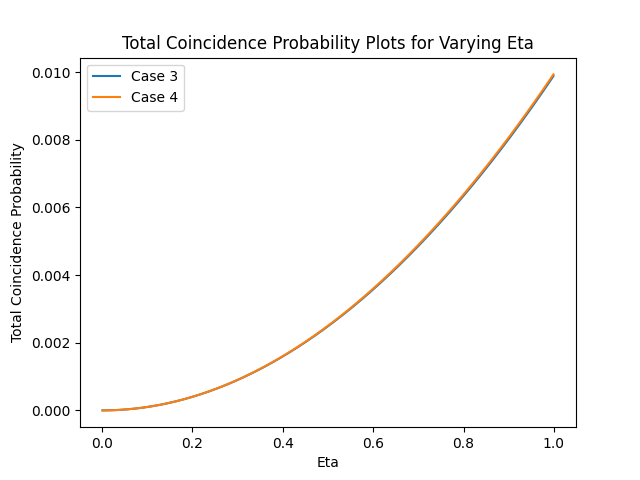 Total Coincidence Probability Plots for Varying Eta
Case 3
Case 4
Total Coincidence Probability
0.010
0.008
0.006
0.004
0.002
0.000
0.0 0.2 0.4 0.6 0.8 1.0
Eta